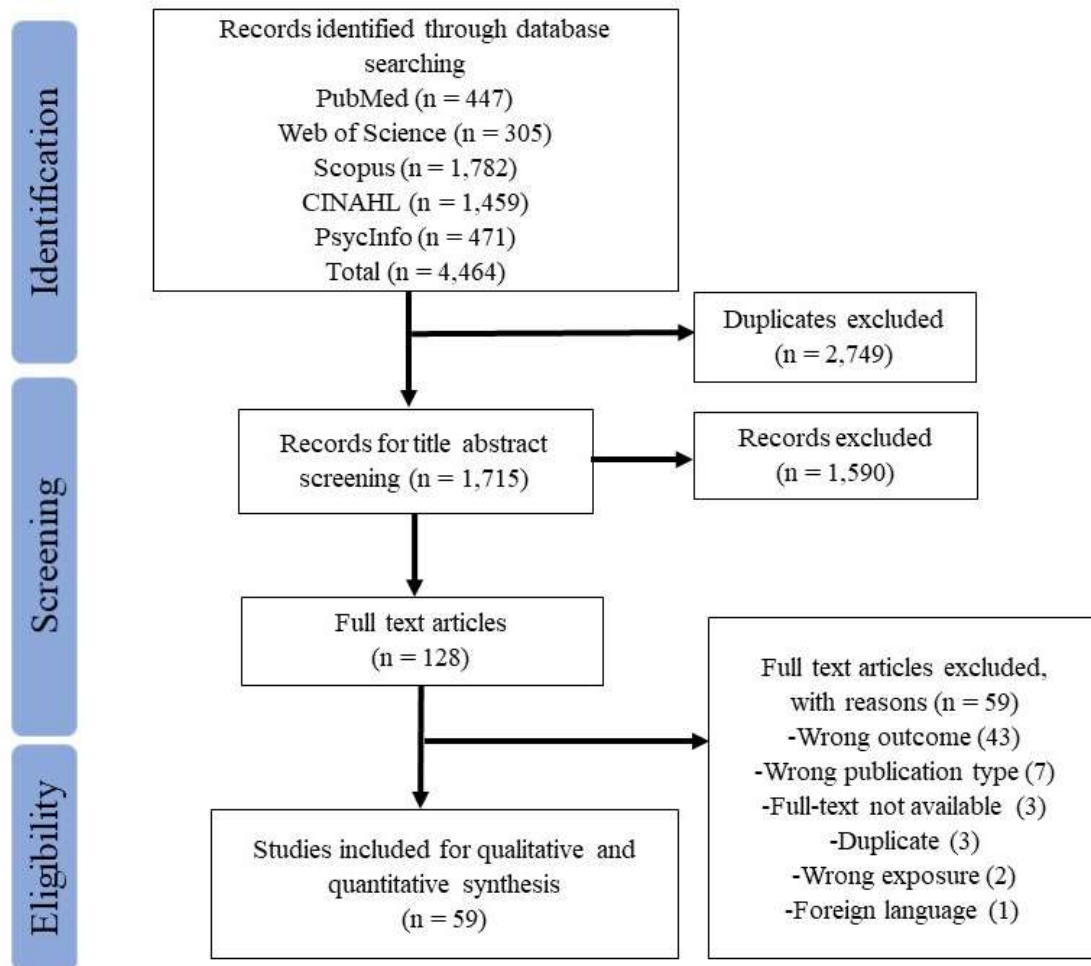 Identification
Records identified through database
searching
PubMed (n = 447)
Web of Science (n = 305)
Scopus (n = 1,782)
CINAHL (n = 1,459)
PsycInfo (n = 471)
Total (n = 4,464)
Duplicates excluded
(n = 2,749)
Screening
Records for title abstract
screening (n = 1,715)
Records excluded
(n = 1,590)
Full text articles
(n = 128)
Full text articles excluded,
with reasons (n = 59)
-Wrong outcome (43)
-Wrong publication type (7)
-Full-text not available (3)
-Duplicate (3)
-Wrong exposure (2)
-Foreign language (1)
Eligibility
Studies included for qualitative and
quantitative synthesis
(n = 59)